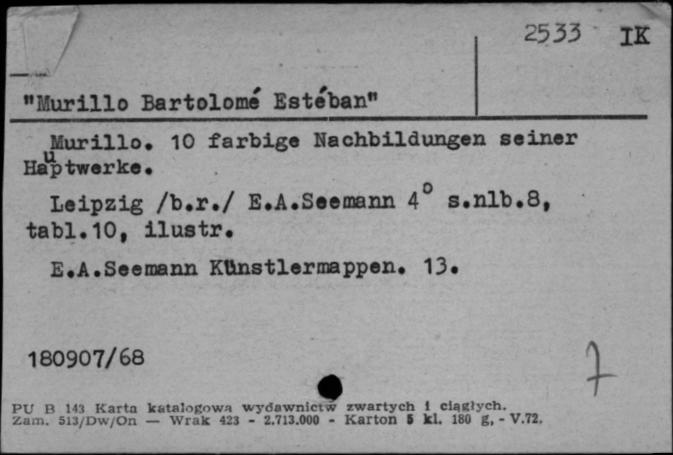 2533 IK
"Murillo Bartolomé Estéban"
Murillo. 10 farbige Nachbildungen seiner
Hauptwerke.
Leipzig /b.r./ E.A.Seemann 4° s.nlb.8,
tabl.10, ilustr.
E.A.Seemann Künstlermappen. 13.
180907/68
7
PU B 143 Karta katalogowa wydawnictw zwartych i ciągłych.
Zam. 513/Dw/On — Wrak 423 - 2.713.000 - Karton 5 kl. 180 g, - V.72.